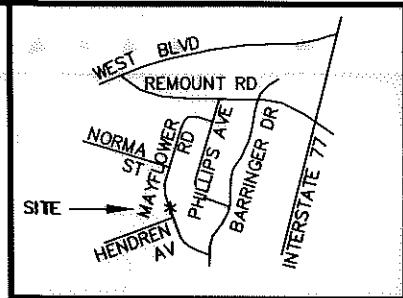 WEST BLVD
REMOUNT RD
NORMA ST
MAYFLOWER RD
PHILLIPS AVE
BARRINGER DR
INTERSTATE 77
SITE
HENDREN AV